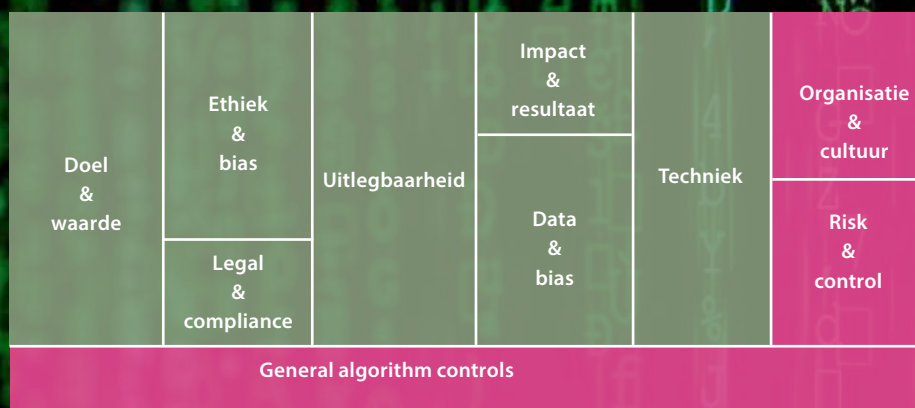 Doel
&
waarde
Ethiek
&
bias
Legal
&
compliance
Uitlegbaarheid
Impact
&
resultaat
Data
&
bias
Techniek
Organisatie
&
cultuur
Risk
&
control
General algorithm controls